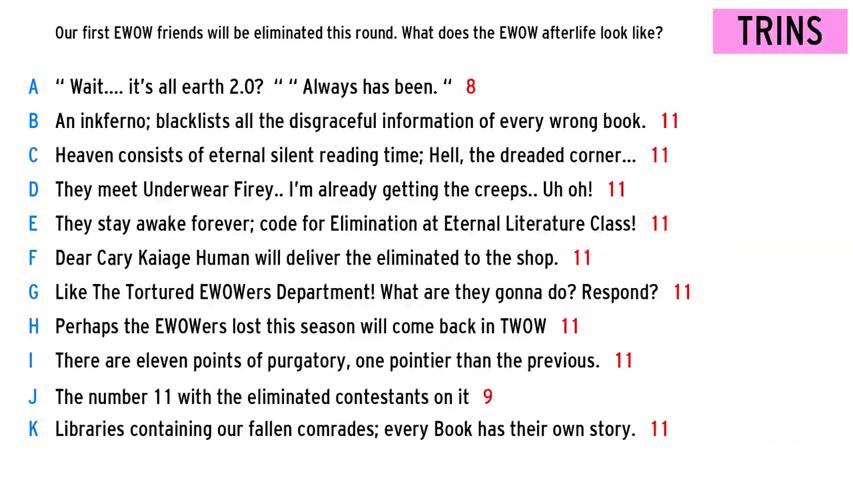 Our first EWOW friends will be eliminated this round. What does the EWOW afterlife look like?
TRINS
A “ Wait.... it’s all earth 2.0? “ “ Always has been. “ 8
B An inkferno; blacklists all the disgraceful information of every wrong book. 11
C Heaven consists of eternal silent reading time; Hell, the dreaded corner... 11
D They meet Underwear Firey.. I’m already getting the creeps.. Uh oh! 11
E They stay awake forever; code for Elimination at Eternal Literature Class! 11
F Dear Cary Kaiage Human will deliver the eliminated to the shop. 11
G Like The Tortured EWOWers Department! What are they gonna do? Respond? 11
H Perhaps the EWOWers lost this season will come back in TWOW 11
I There are eleven points of purgatory, one pointier than the previous. 11
J The number 11 with the eliminated contestants on it 9
K Libraries containing our fallen comrades; every Book has their own story. 11